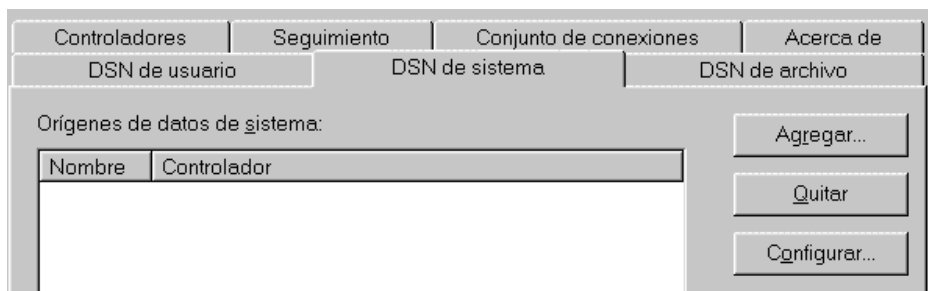 Controladores Seguimiento Conjunto de conexiones Acerca de
DSN de usuario DSN de sistema DSN de archivo
Orígenes de datos de sistema:
Agregar...
Nombre Controlador
Quitar
Configurar...